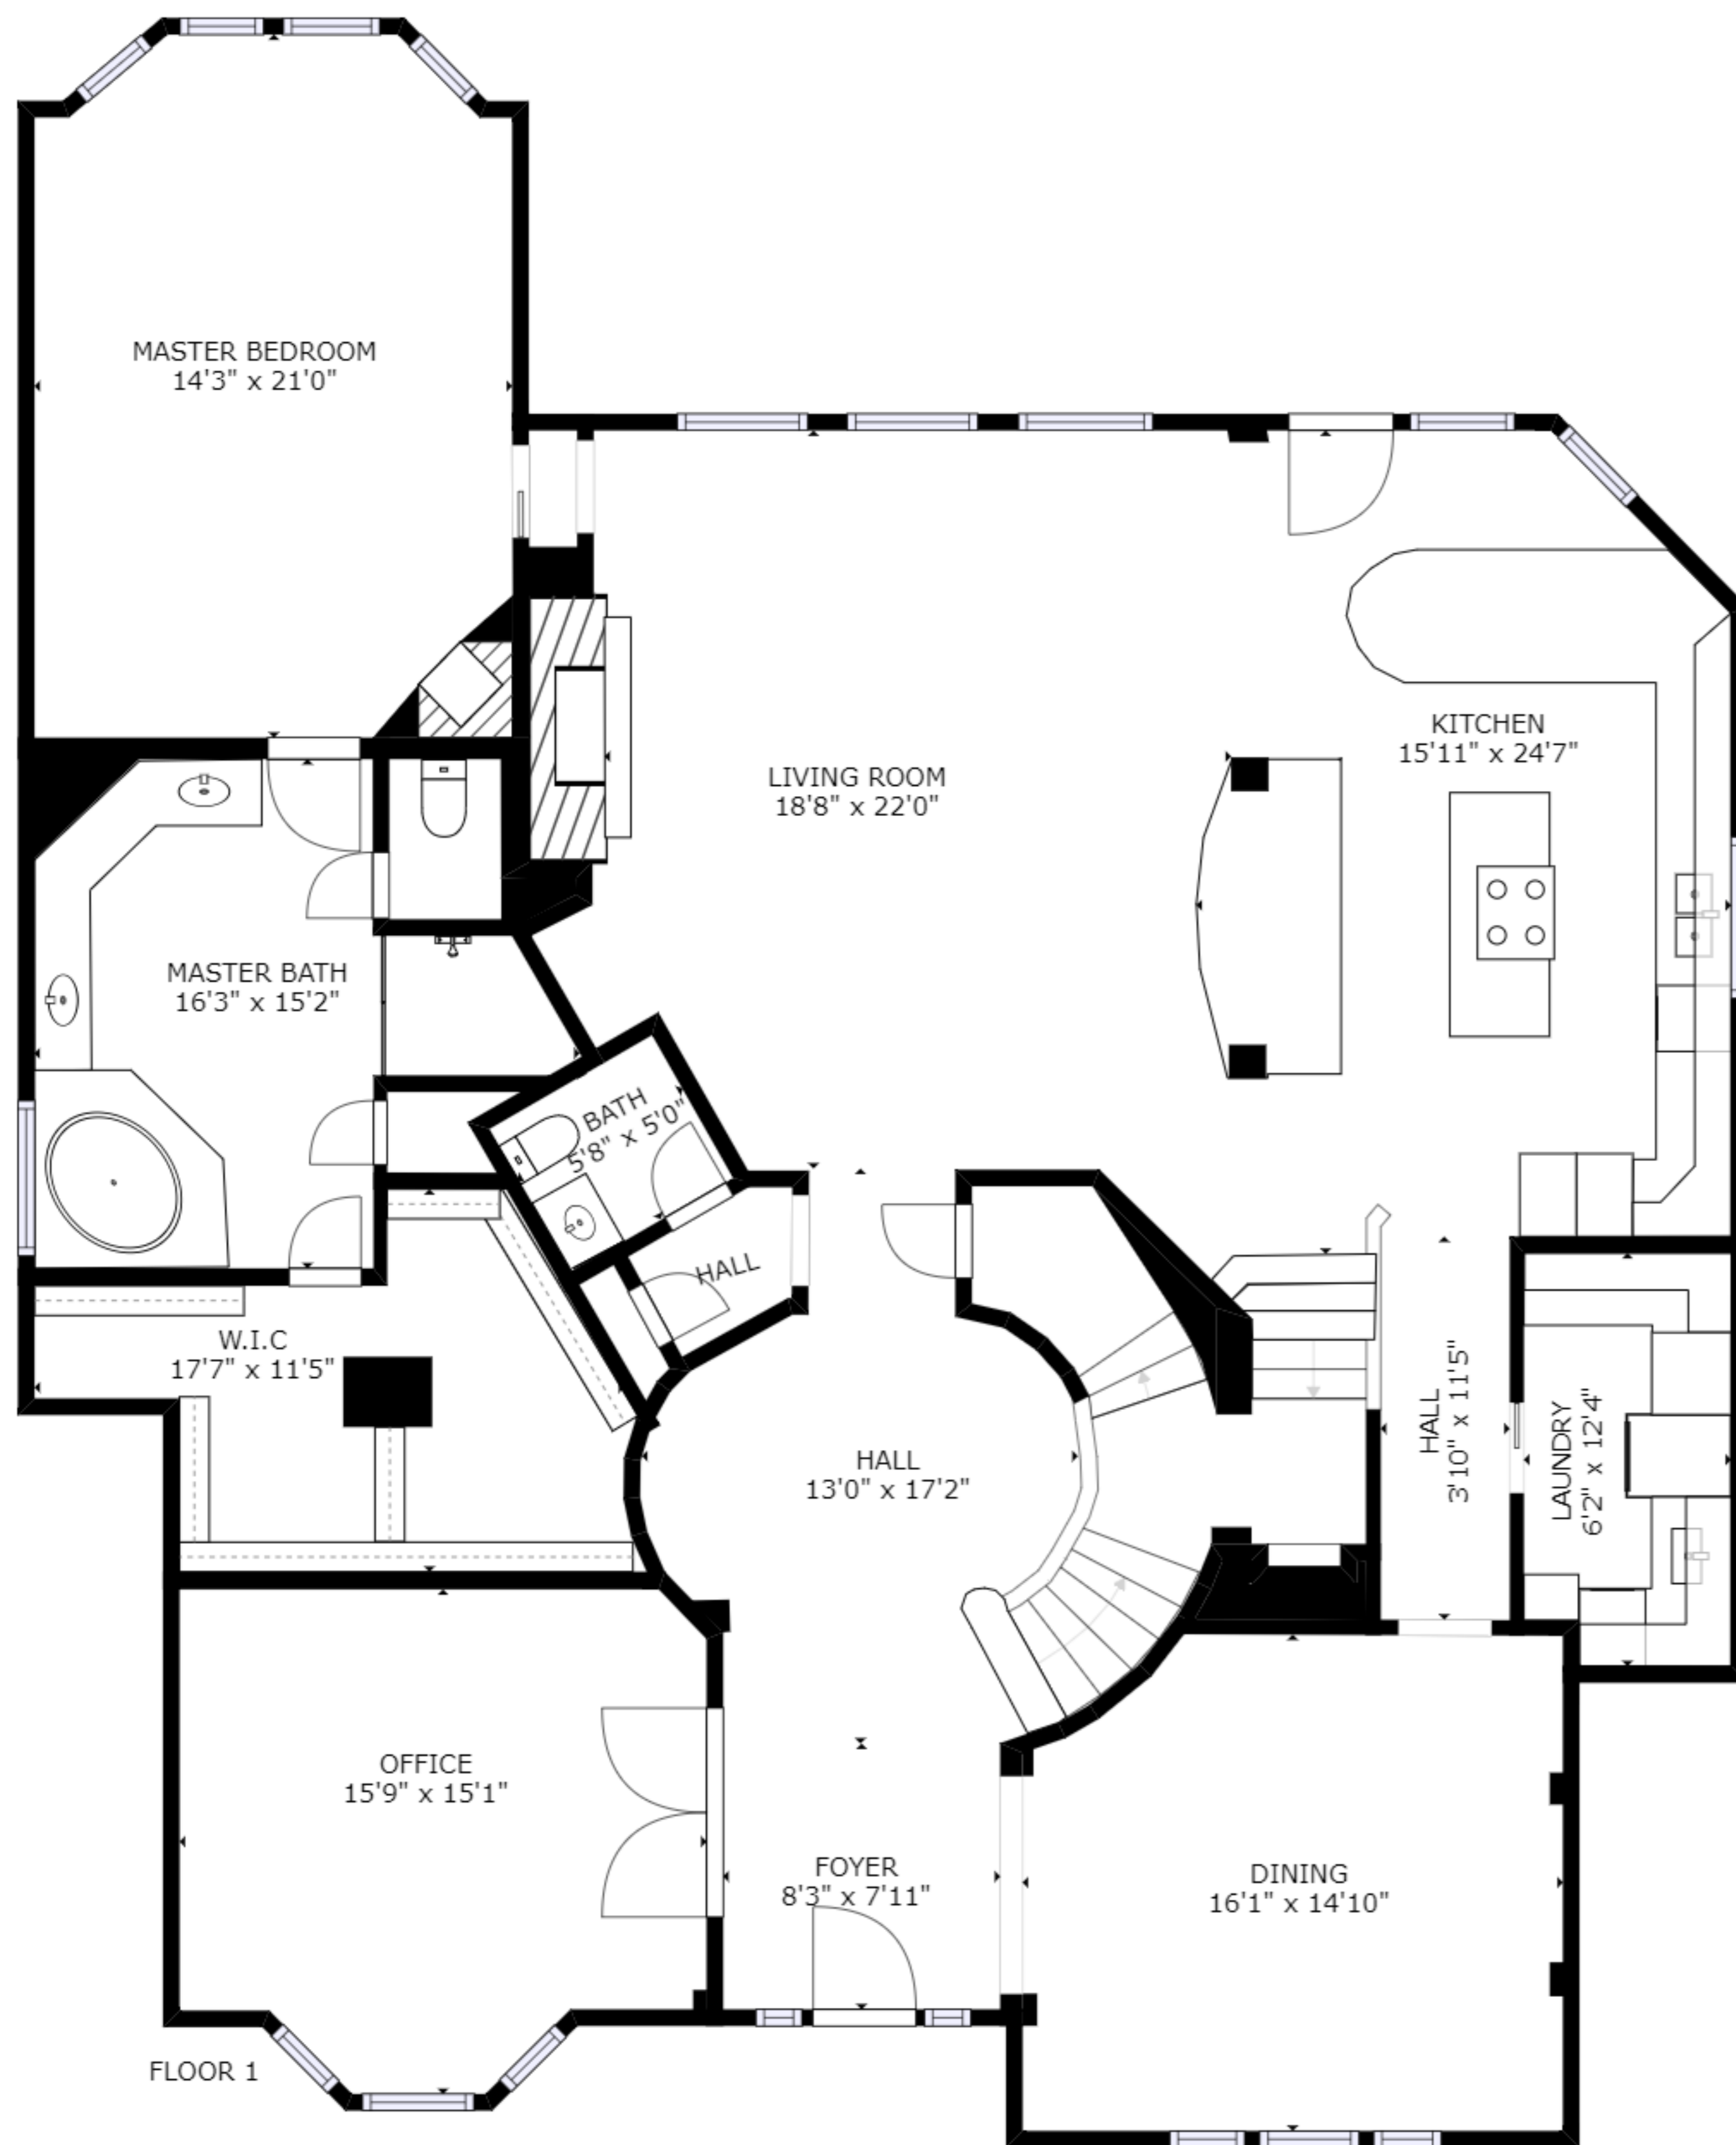 MASTER BEDROOM
14'3" x 21'0"
KITCHEN
15'11" x 24'7"
LIVING ROOM
18'8" x 22'0"
MASTER BATH
16'3" x 15'2"
BATH
5'8" x 5'0"
HALL
W.I.C
17'7" x 11'5"
HALL
13'0" x 17'2"
HALL
3'10" x 11'5"
LAUNDRY
6'2" x 12'4"
OFFICE
15'9" x 15'1"
FOYER
8'3" x 7'11"
DINING
16'1" x 14'10"
FLOOR 1